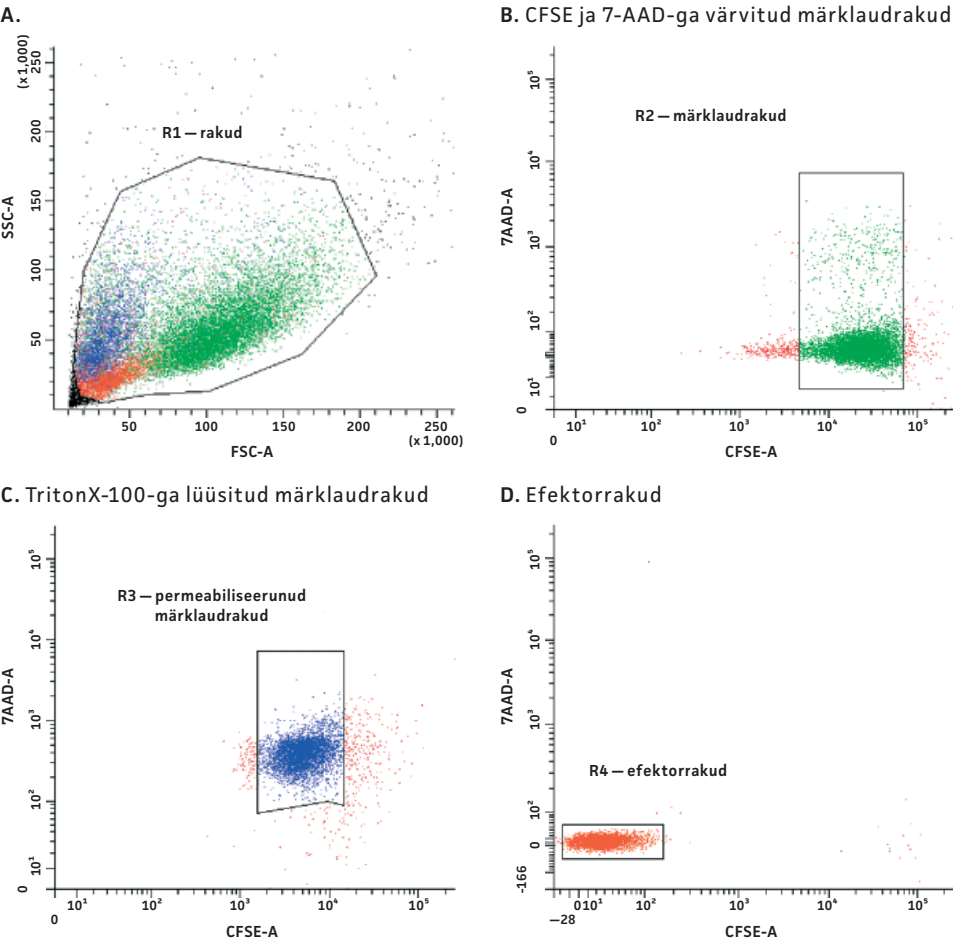 A.
(x 1,000)
250
200
150
100
50
SSC-A
R1 — rakud
50
100
150
200
250
(x 1,000)
FSC-A
B. CFSE ja 7-AAD-ga värvitud märklaudrakud
R2 — märklaudrakud
10⁵
10⁴
10³
10²
10¹
0
7AAD-A
0
10¹
10²
10³
10⁴
10⁵
CFSE-A
C. TritonX-100-ga lüüsitud märklaudrakud
R3 — permeabiliseerunud
märklaudrakud
10⁵
10⁴
10³
10²
10¹
0
7AAD-A
0
10¹
10²
10³
10⁴
10⁵
CFSE-A
D. Efektorrakud
R4 — efektorrakud
10⁵
10⁴
10³
10²
0
-166
7AAD-A
—28
010¹
10²
10³
10⁴
10⁵
CFSE-A